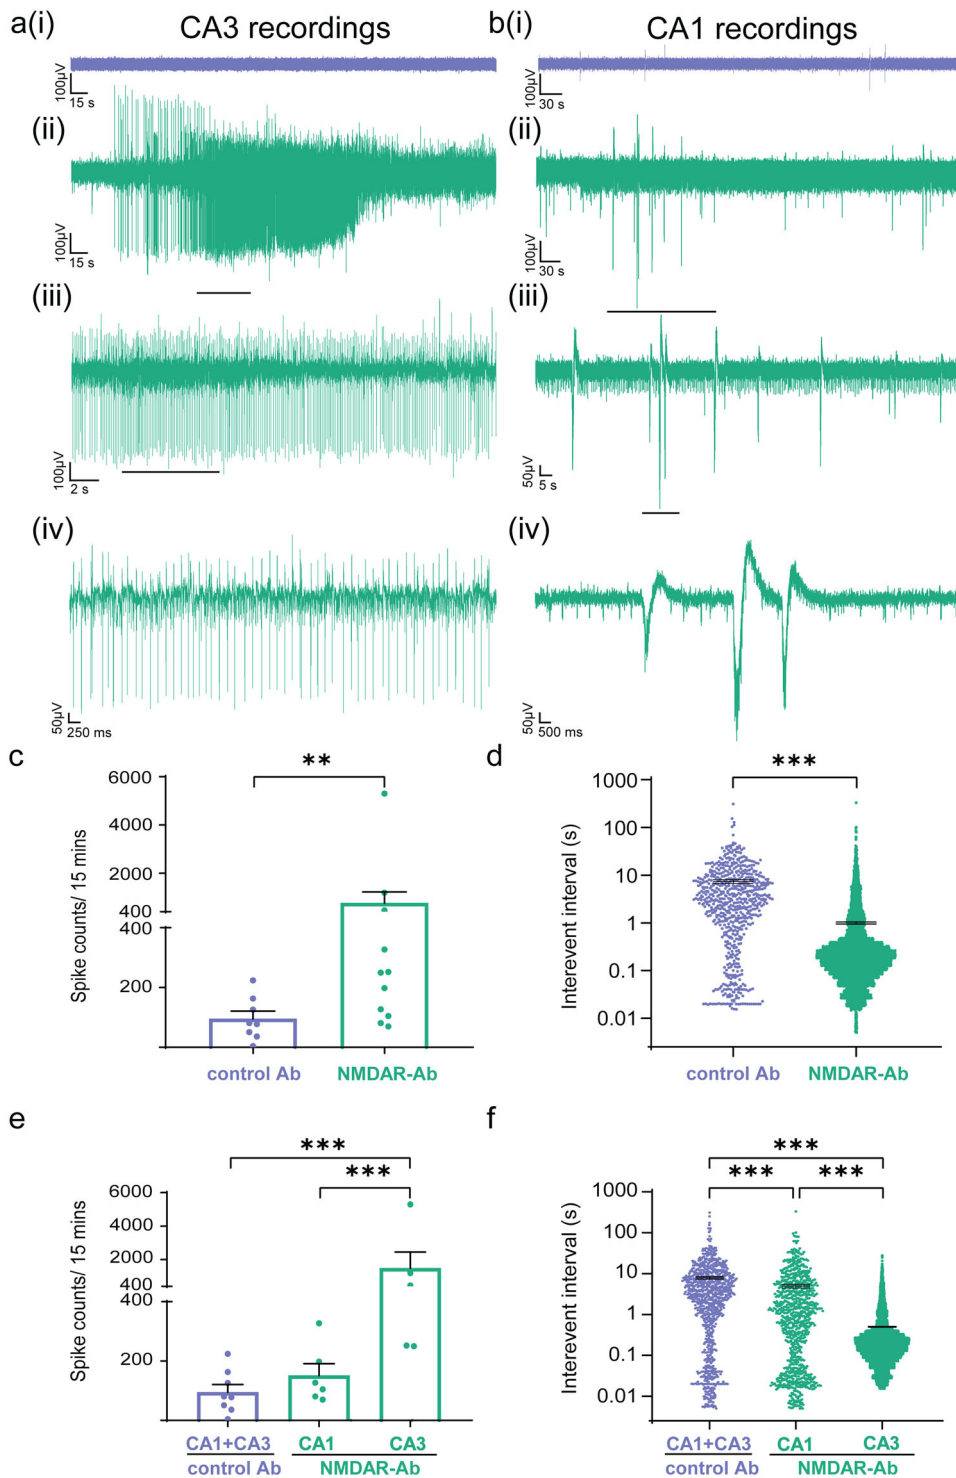 a(i) CA3 recordings b(i) CA1 recordings
100μV
15 s
100μV
30 s
(ii) (ii)
100μV
15 s
100μV
30 s
(iii) (iii)
100μV
2 s
50μV
5 s
(iv) (iv)
50μV
250 ms
50μV
500 ms
c
**
Spike counts/ 15 mins
6000
4000
2000
400
400
200
control Ab NMDAR-Ab
d
***
Interevent interval (s)
1000
100
10
1
0.1
0.01
control Ab NMDAR-Ab
e
***
***
Spike counts/ 15 mins
6000
4000
2000
400
400
200
CA1+CA3 CA1 CA3
control Ab NMDAR-Ab
f
***
*** ***
Interevent interval (s)
1000
100
10
1
0.1
0.01
CA1+CA3 CA1 CA3
control Ab NMDAR-Ab